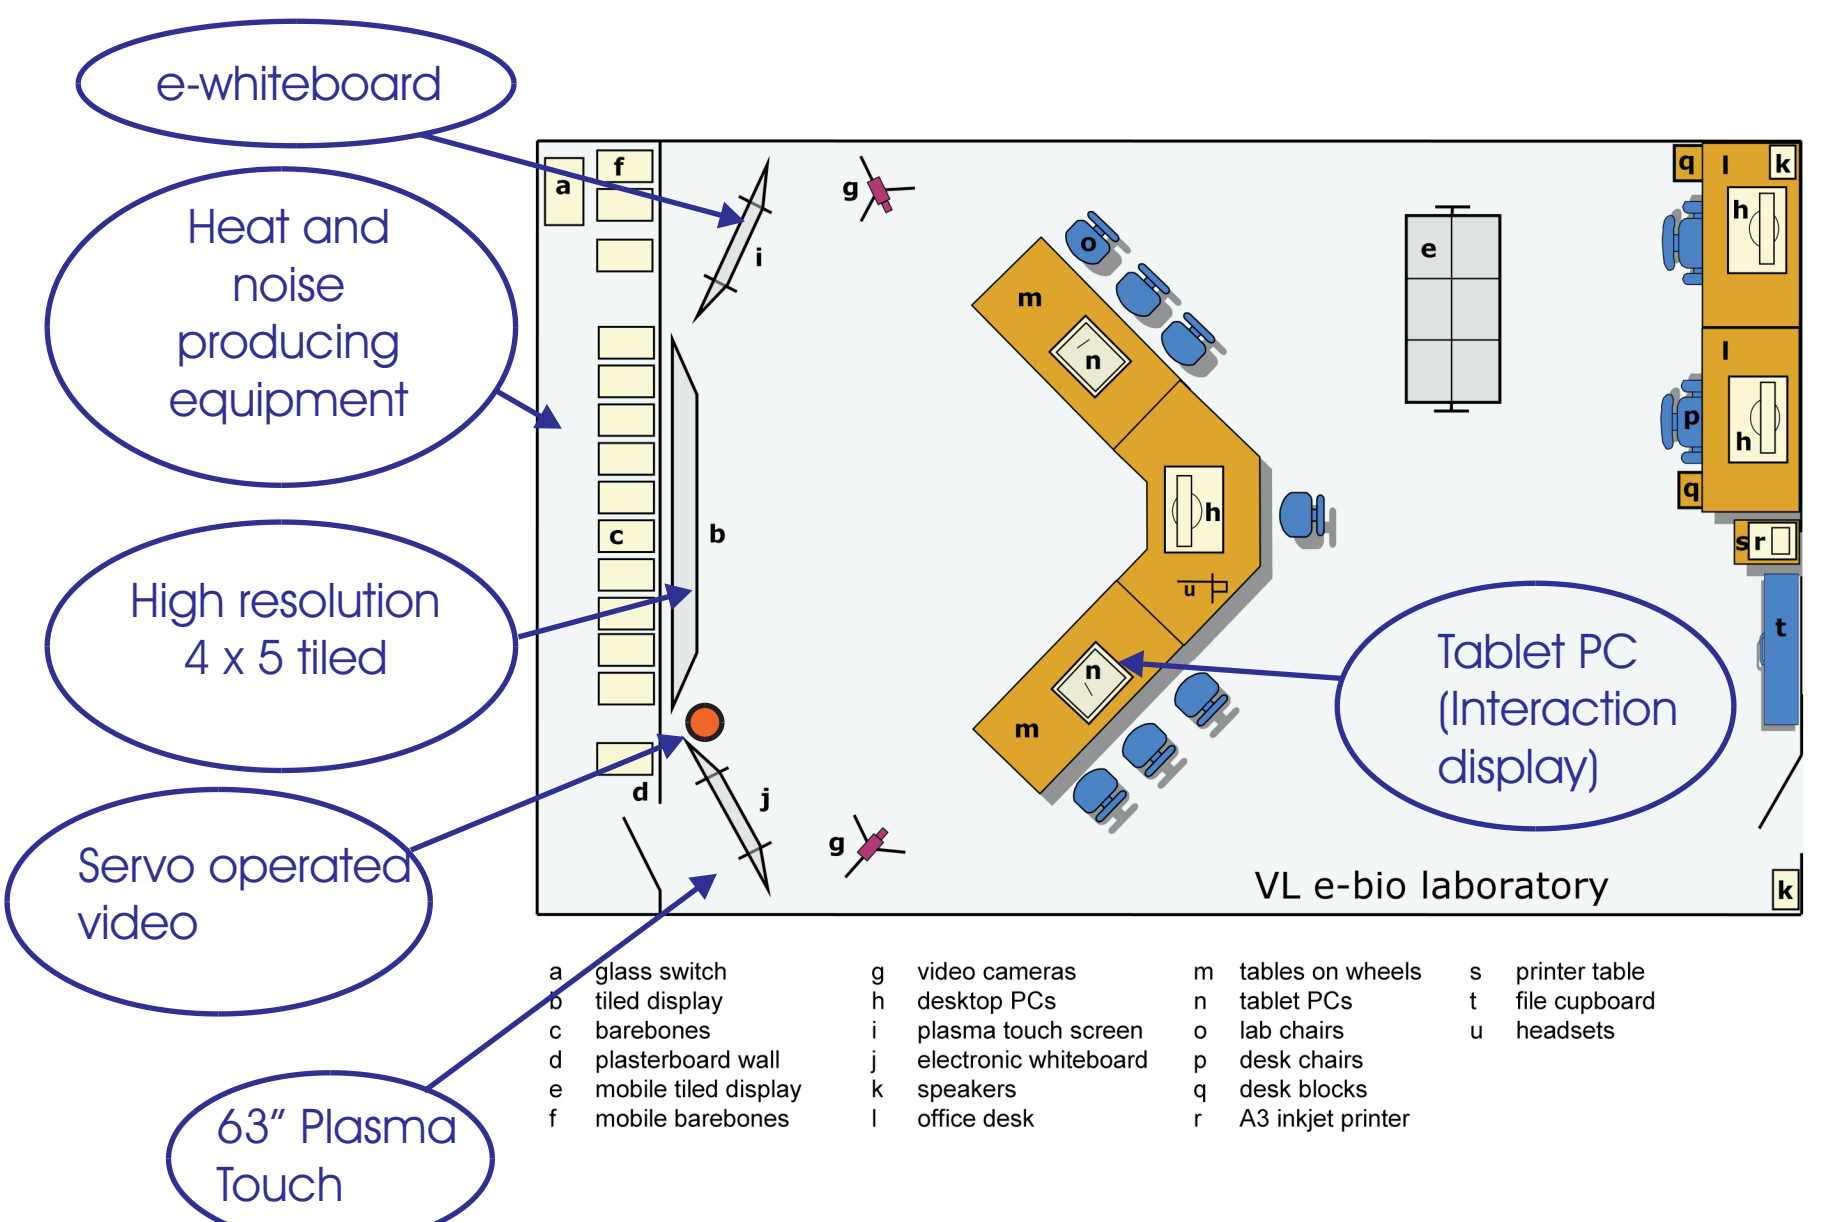 e-whiteboard
Heat and
noise
producing
equipment
High resolution
4 x 5 tiled
Servo operated
video
63" Plasma
Touch
Tablet PC
(Interaction
display)
a
f
i
g
o
m
n
e
q
l
k
h
l
p
h
q
s r
c
b
h
u
t
n
m
d
j
g
k
VL e-bio laboratory
a glass switch
b tiled display
c barebones
d plasterboard wall
e mobile tiled display
f mobile barebones
g video cameras
h desktop PCs
i plasma touch screen
j electronic whiteboard
k speakers
l office desk
m tables on wheels
n tablet PCs
o lab chairs
p desk chairs
q desk blocks
r A3 inkjet printer
s printer table
t file cupboard
u headsets